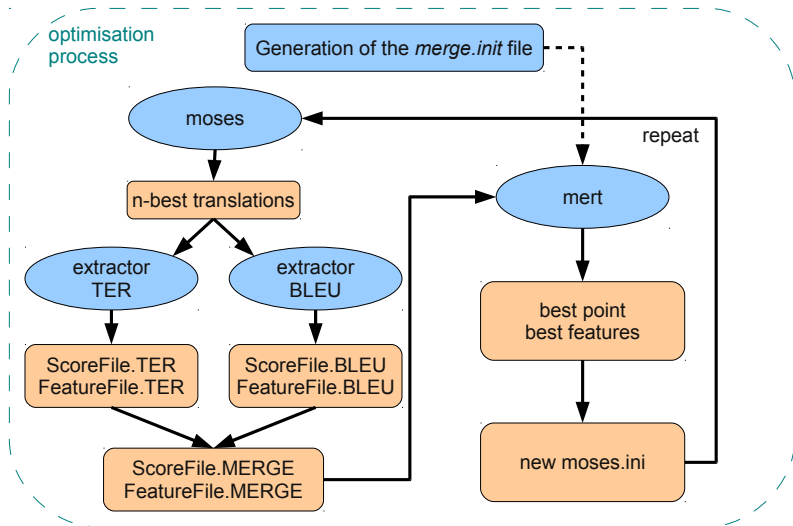 optimisation
process
Generation of the merge.init file
moses
repeat
n-best translations
mert
extractor
TER
extractor
BLEU
best point
best features
ScoreFile.TER
FeatureFile.TER
ScoreFile.BLEU
FeatureFile.BLEU
ScoreFile.MERGE
FeatureFile.MERGE
new moses.ini